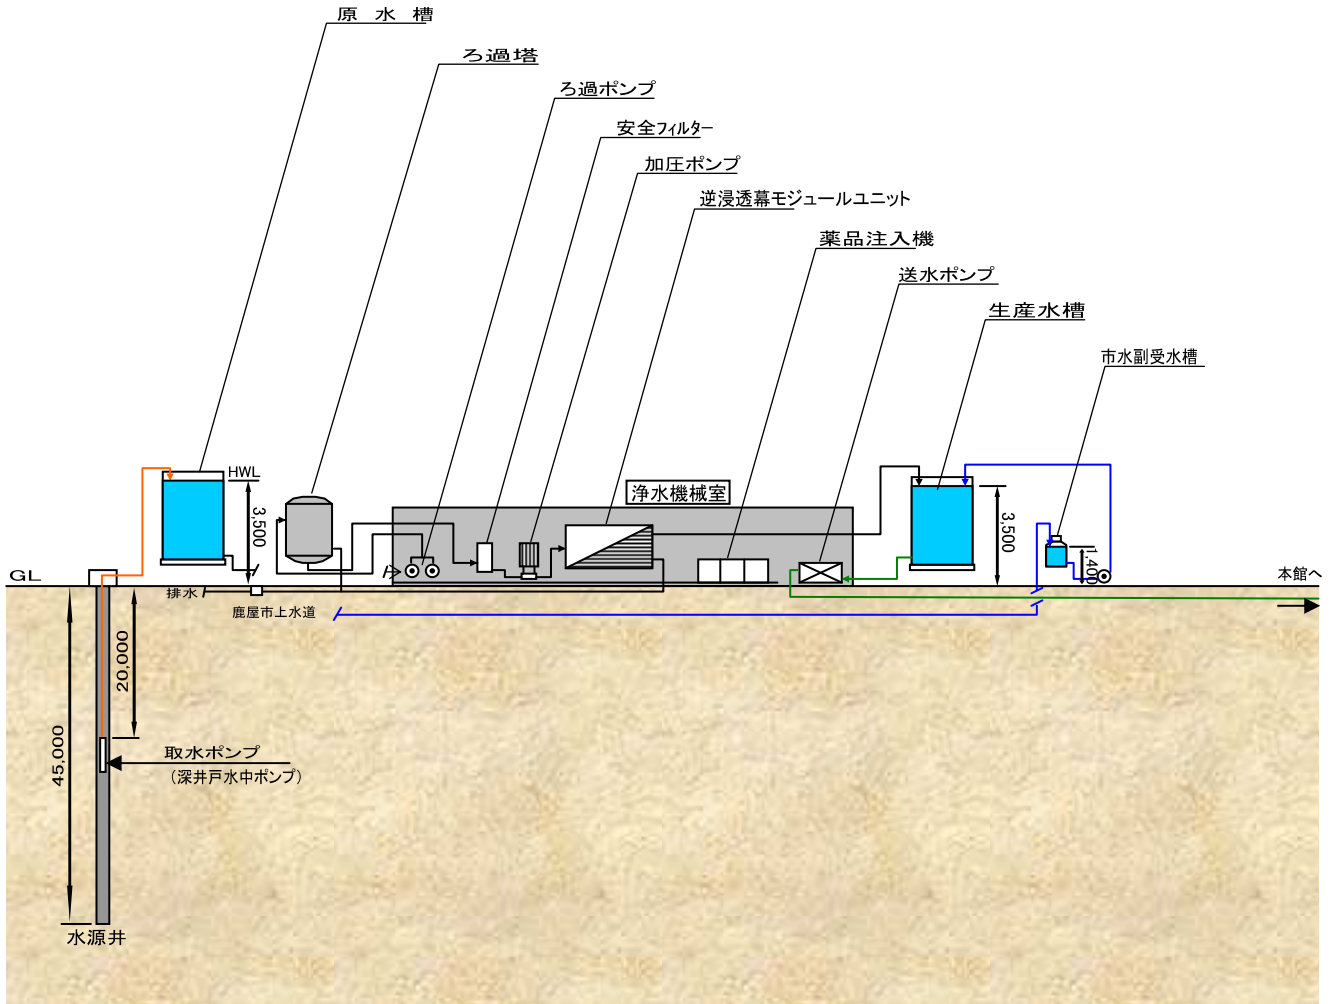 原水槽
ろ過塔
ろ過ポンプ
安全フィルター
加圧ポンプ
逆浸透幕モジュールユニット
薬品注入機
送水ポンプ
生産水槽
市水副受水槽
HWL
3,500
浄水機械室
3,500
1,400
GL
本館へ
排水
鹿屋市上水道
20,000
45,000
取水ポンプ
（深井戸水中ポンプ）
水源井